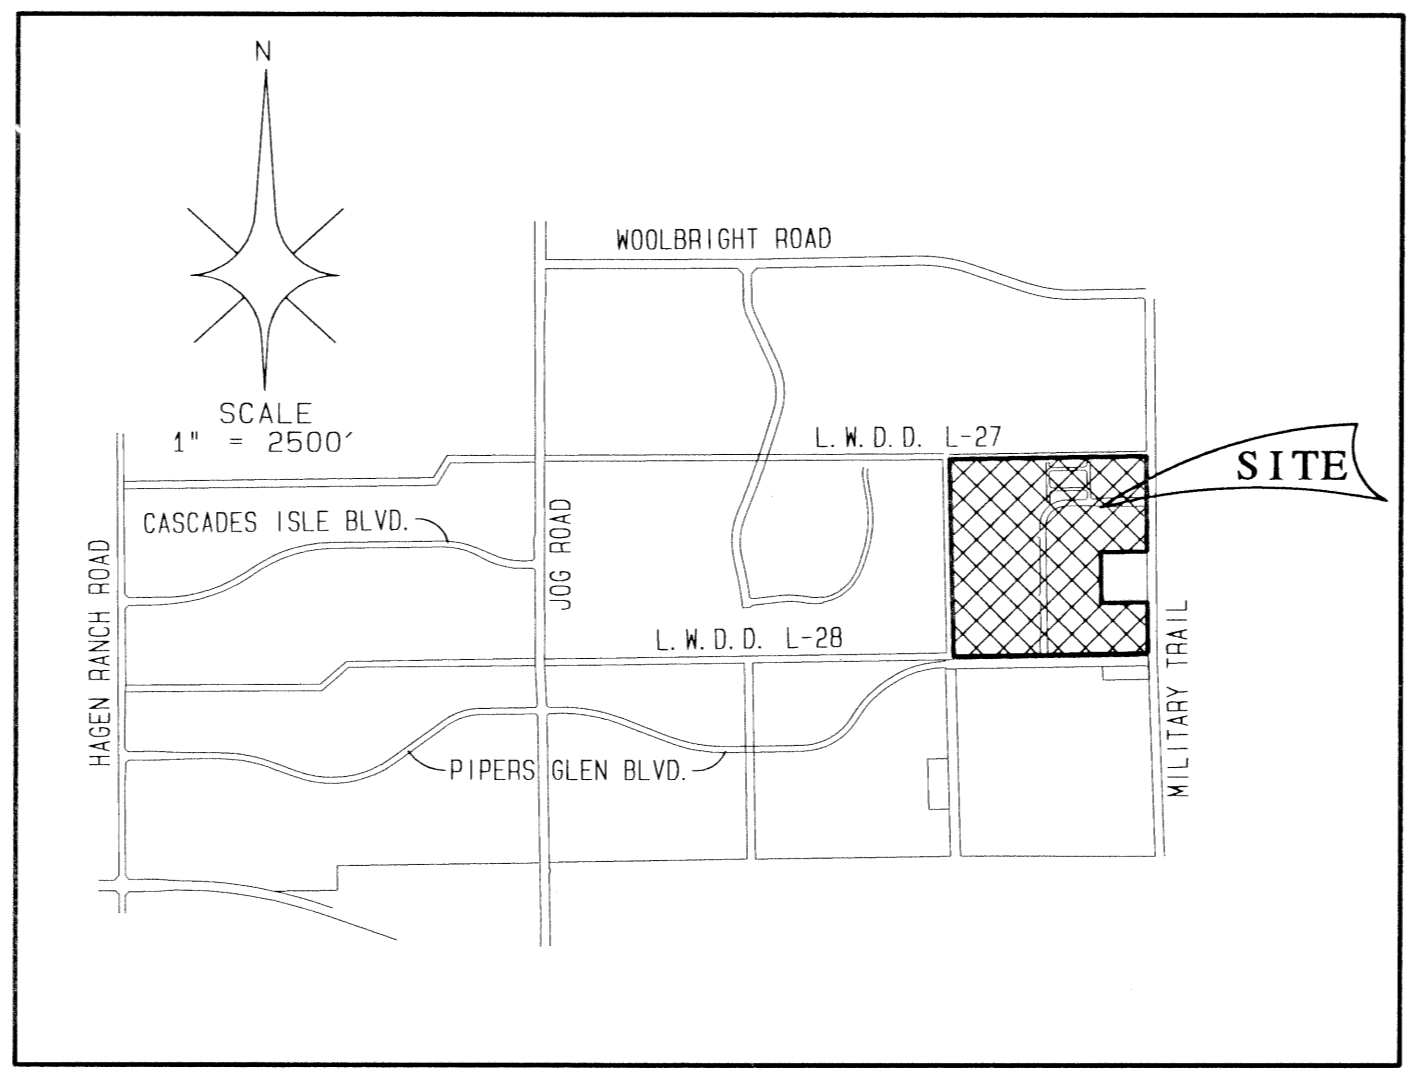 N
WOOLBRIGHT ROAD
SCALE
1" = 2500'
L. W. D. D. L-27
SITE
CASCADES ISLE BLVD.
JOG ROAD
HAGEN RANCH ROAD
L. W. D. D. L-28
MILITARY TRAIL
PIPERS GLEN BLVD.